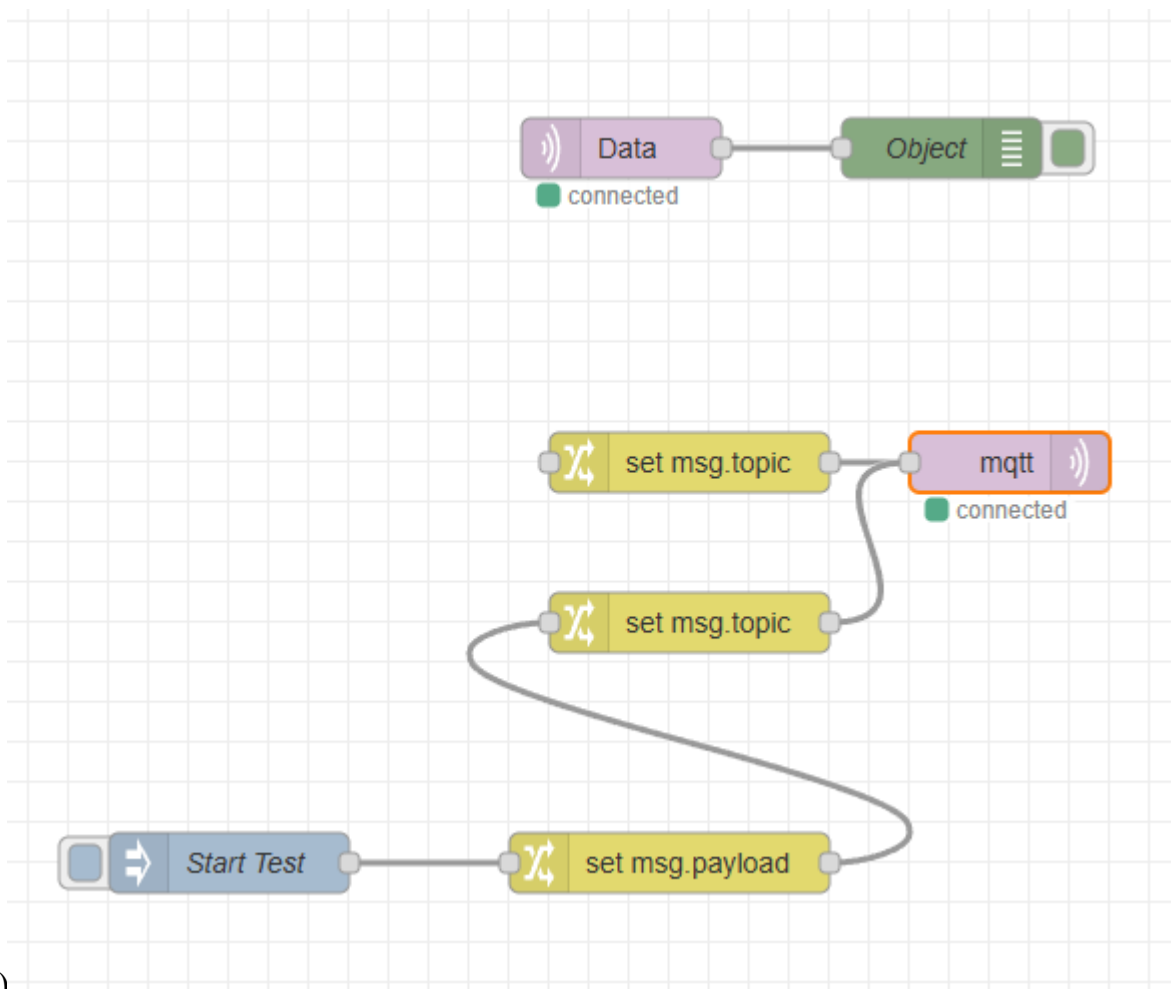 Data
Object
connected
set msg.topic
mqtt
connected
set msg.topic
Start Test
set msg.payload
)